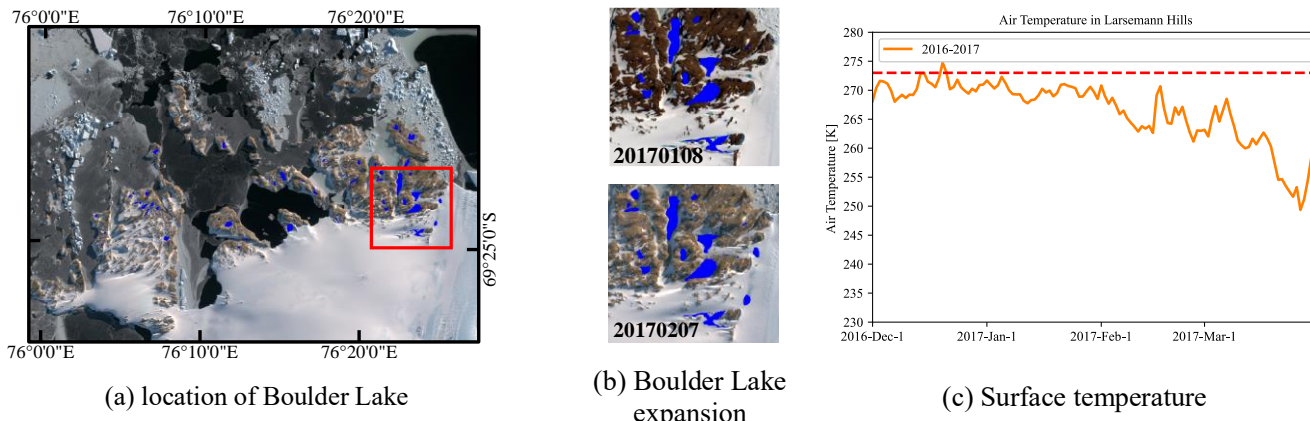 76°0'0"E 76°10'0"E 76°20'0"E
69°25'0"S
76°0'0"E 76°10'0"E 76°20'0"E
(a) location of Boulder Lake
20170108
20170207
(b) Boulder Lake
expansion
Air Temperature in Larsemann Hills
2016-2017
Air Temperature [K]
280
275
270
265
260
255
250
245
240
235
230
2016-Dec-1 2017-Jan-1 2017-Feb-1 2017-Mar-1
(c) Surface temperature